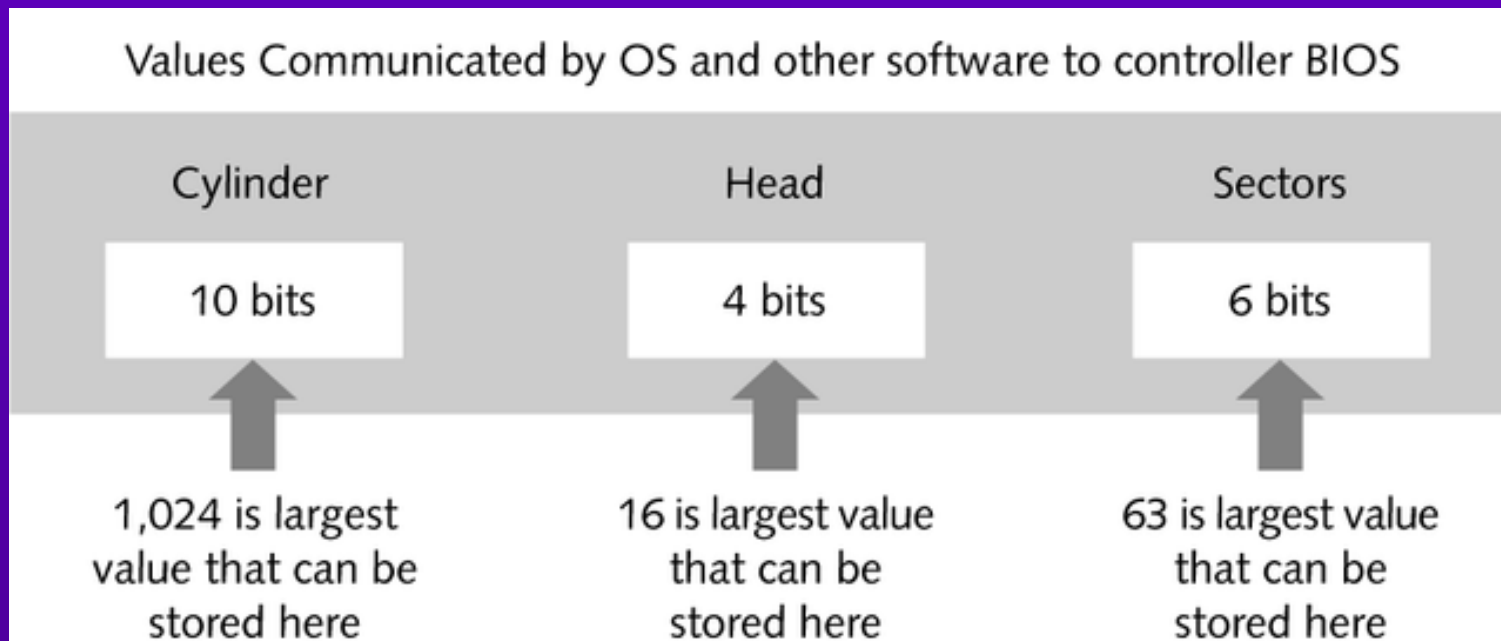 Values Communicated by OS and other software to controller BIOS
Cylinder
Head
Sectors
10 bits
4 bits
6 bits
1,024 is largest
value that can be
stored here
16 is largest value
that can be
stored here
63 is largest value
that can be
stored here